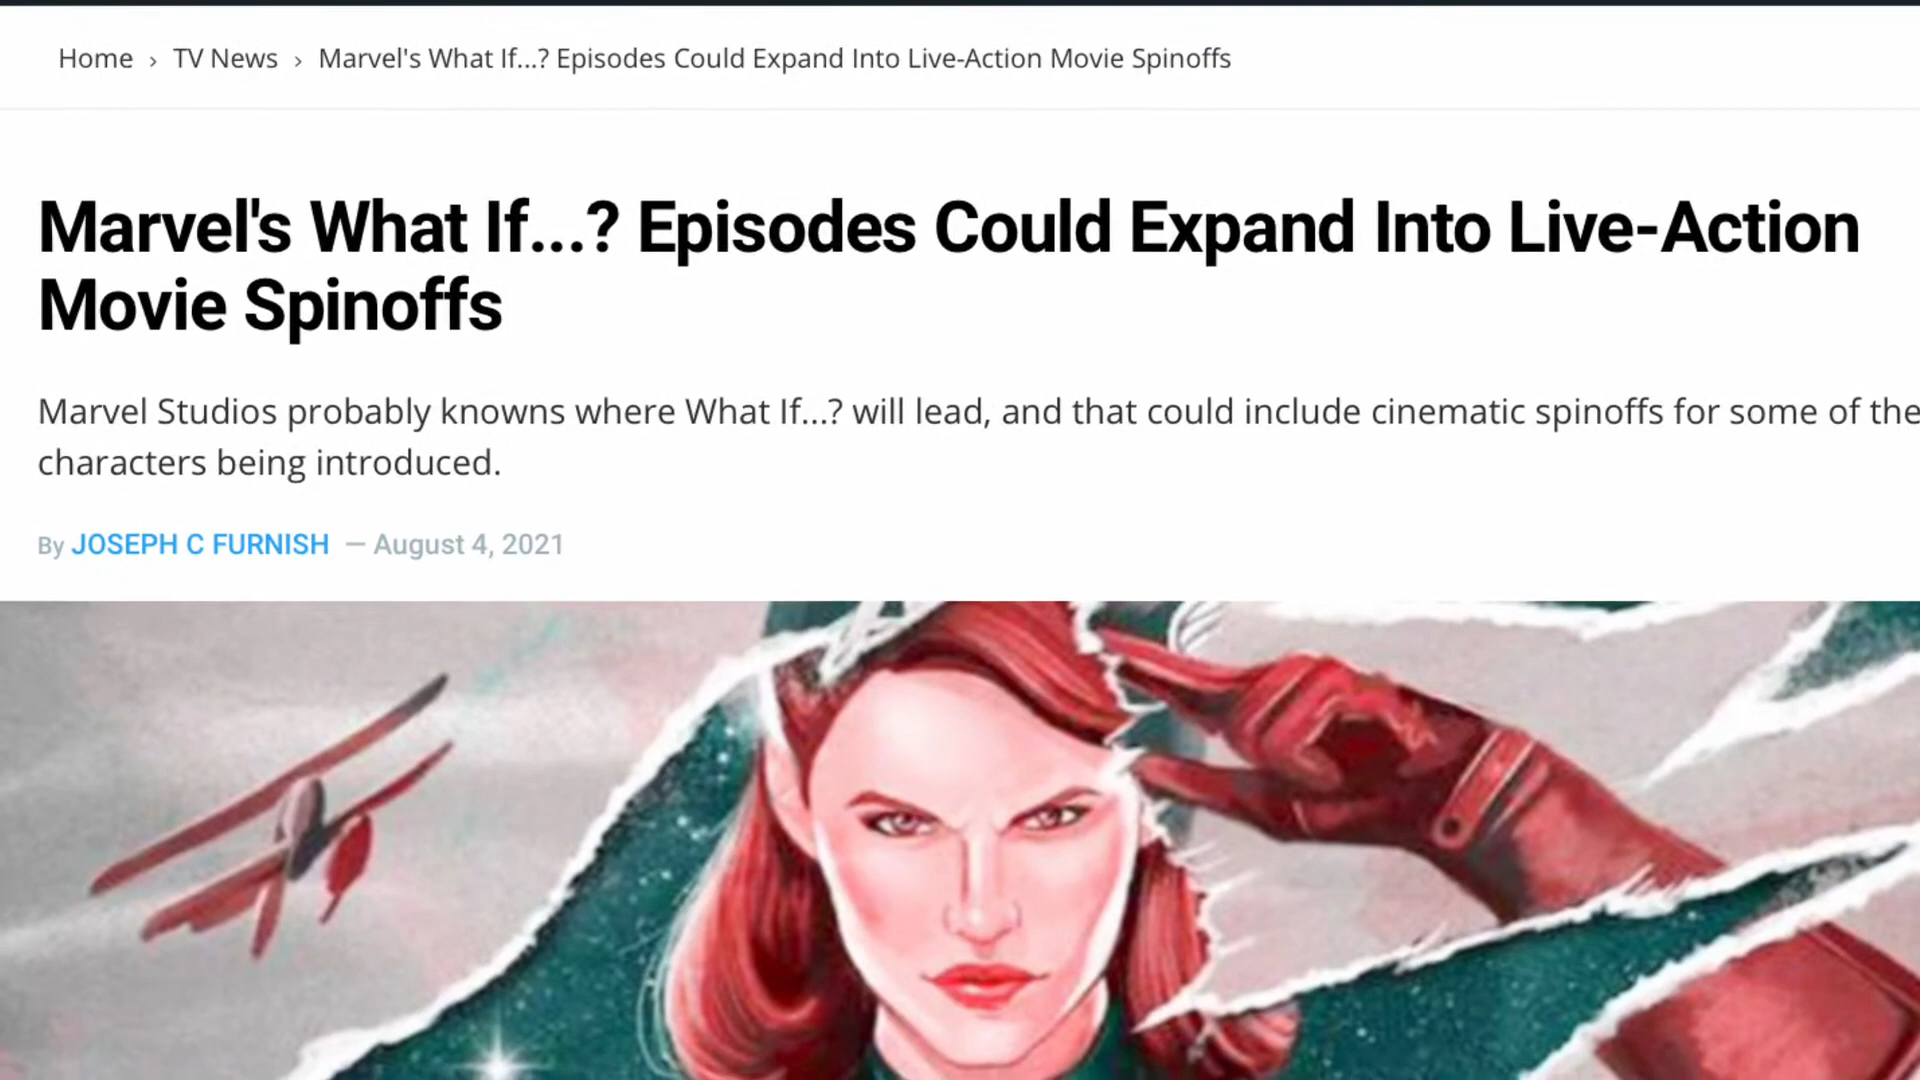 Home › TV News › Marvel's What If...? Episodes Could Expand Into Live-Action Movie Spinoffs
Marvel's What If...? Episodes Could Expand Into Live-Action
Movie Spinoffs
Marvel Studios probably knowns where What If...? will lead, and that could include cinematic spinoffs for some of the
characters being introduced.
By JOSEPH C FURNISH — August 4, 2021